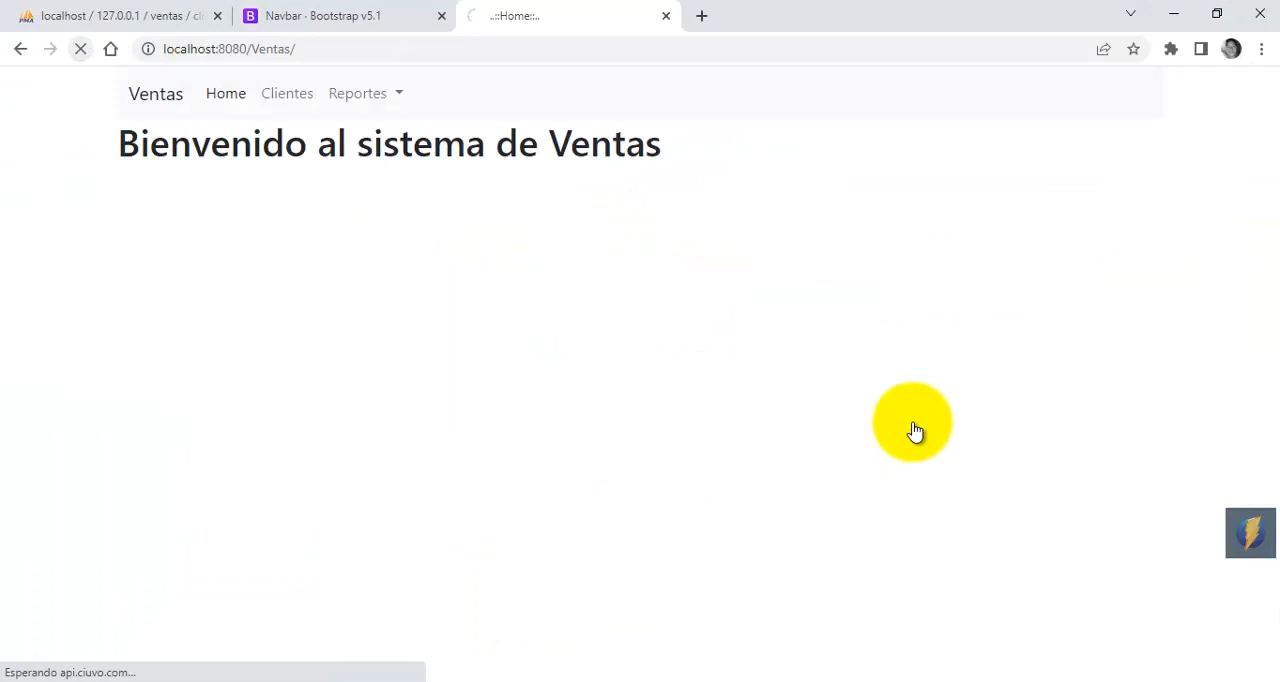 localhost / 127.0.0.1 / ventas / cli
Navbar · Bootstrap v5.1
..::Home::..
localhost:8080/Ventas/
Ventas Home Clientes Reportes
Bienvenido al sistema de Ventas
Esperando api.ciuvo.com...